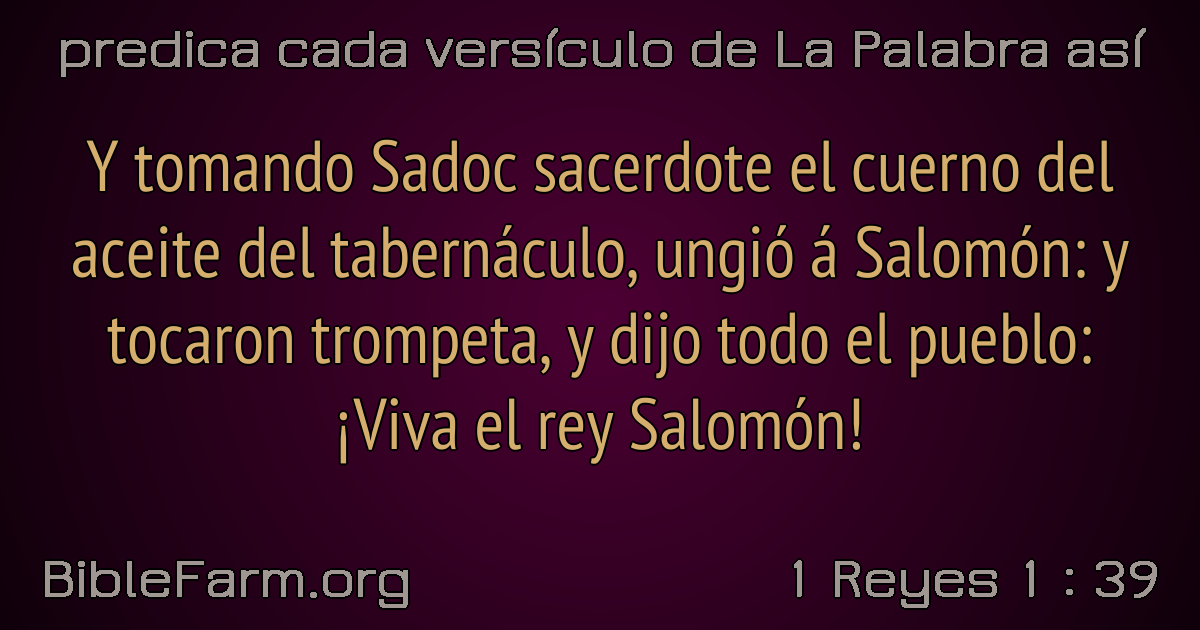 predica cada versículo de La Palabra así
Y tomando Sadoc sacerdote el cuerno del
aceite del tabernáculo, ungió á Salomón: y
tocaron trompeta, y dijo todo el pueblo:
¡Viva el rey Salomón!
BibleFarm.org
1 Reyes 1 : 39